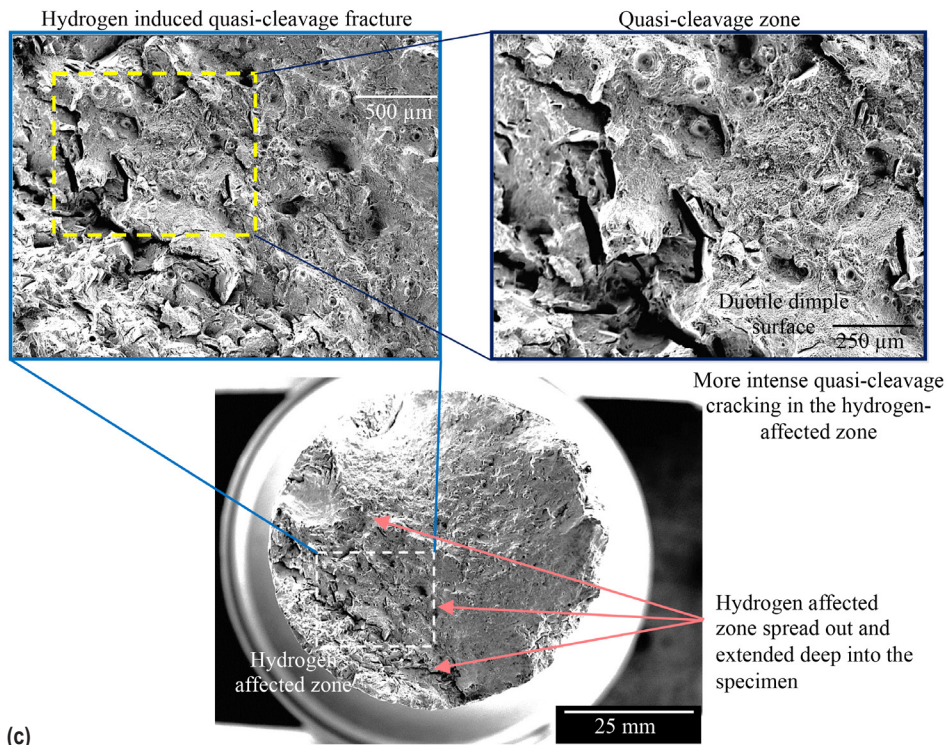 Hydrogen induced quasi-cleavage fracture
Quasi-cleavage zone
500 μm
Ductile dimple
surface
250 μm
More intense quasi-cleavage
cracking in the hydrogen-
affected zone
Hydrogen
affected zone
Hydrogen affected
zone spread out and
extended deep into the
specimen
25 mm
(c)